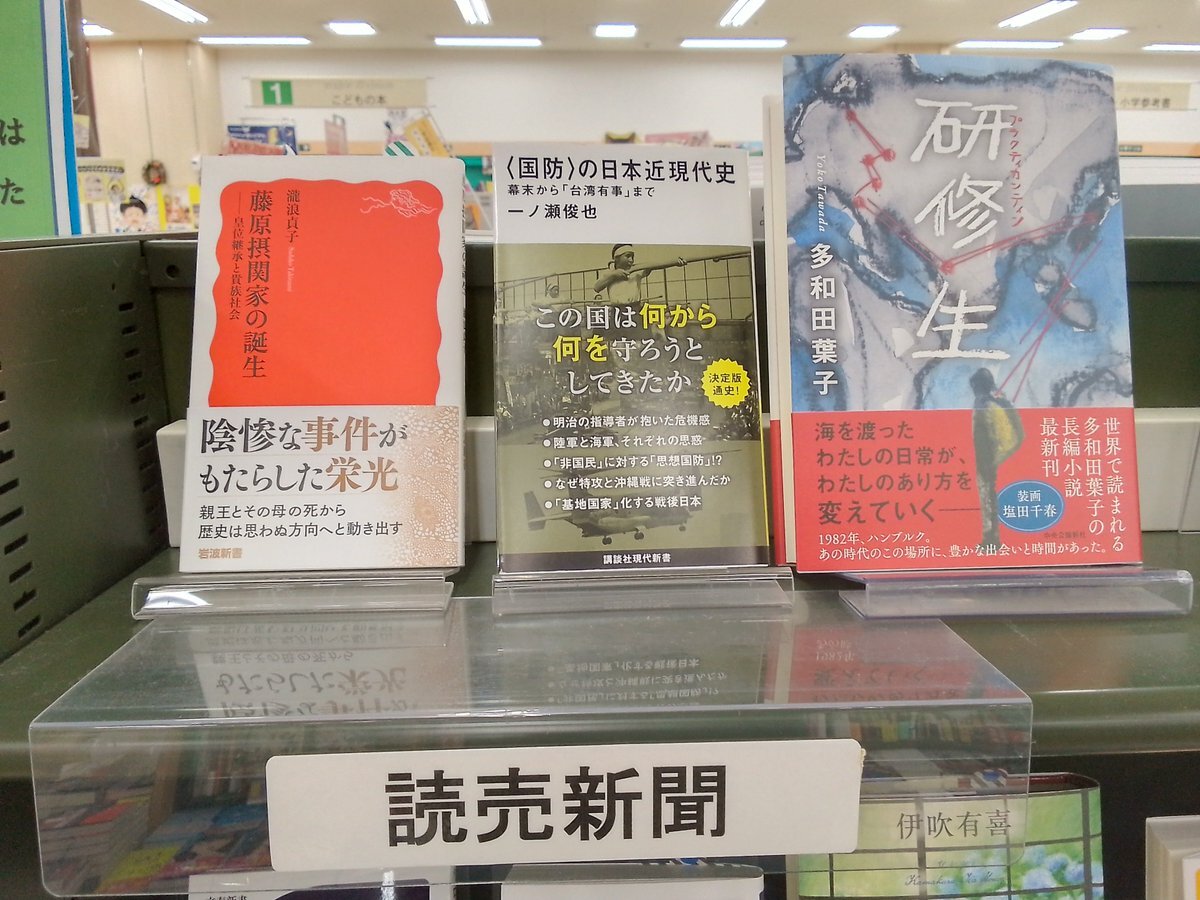 は
た
1
こどもの本
小学参考書
瀧浪貞子
藤原摂関家の誕生
――皇位継承と貴族社会
陰惨な事件が
もたらした栄光
親王とその母の死から
歴史は思わぬ方向へと動き出す
岩波新書
〈国防〉の日本近現代史
幕末から「台湾有事」まで
一ノ瀬俊也
この国は何から
何を守ろうと
してきたか
決定版
通史!
●明治の指導者が抱いた危機感
●陸軍と海軍、それぞれの思惑
●「非国民」に対する「思想国防」!?
●なぜ特攻と沖縄戦に突き進んだか
●「基地国家」化する戦後日本
講談社現代新書
研修生
プラクティカンティン
Yoko Tawada
多和田葉子
世界で読まれる
多和田葉子の
長編小説
最新刊
海を渡った
わたしの日常が、
わたしのあり方を
変えていく――
装画
塩田千春
1982年、ハンブルク。
あの時代のこの場所に、豊かな出会いと時間があった。
中央公論新社
読売新聞
伊吹有喜